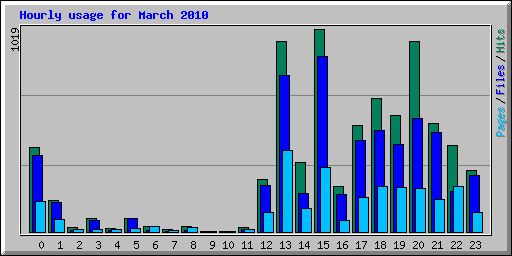 Hourly usage for March 2010
1019
Pages / Files / Hits
0 1 2 3 4 5 6 7 8 9 10 11 12 13 14 15 16 17 18 19 20 21 22 23